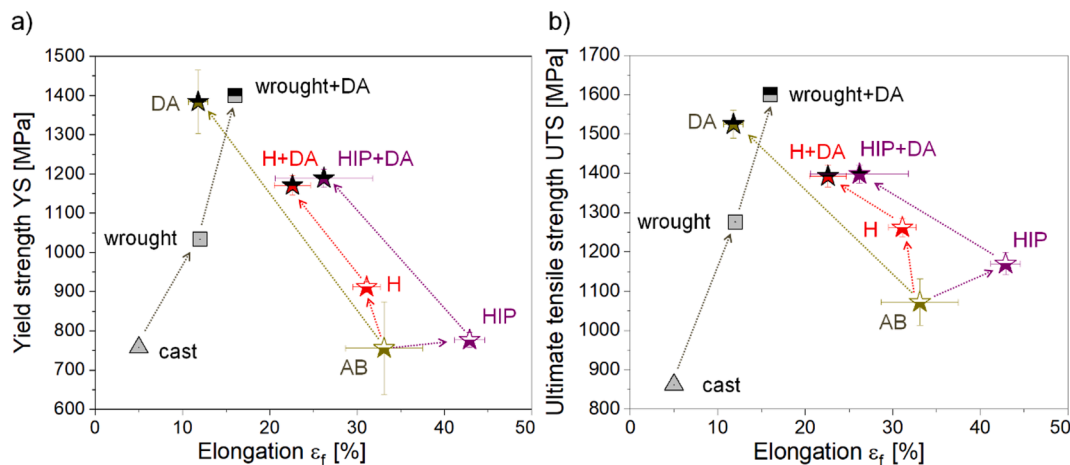 a)
Yield strength YS [MPa]
1500
1400
1300
1200
1100
1000
900
800
700
600
DA
wrought+DA
H+DA
HIP+DA
wrought
H
HIP
cast
AB
0
10
20
30
40
50
Elongation εf [%]
b)
Ultimate tensile strength UTS [MPa]
1700
1600
1500
1400
1300
1200
1100
1000
900
800
wrought+DA
DA
H+DA
HIP+DA
wrought
H
HIP
AB
cast
0
10
20
30
40
50
Elongation εf [%]